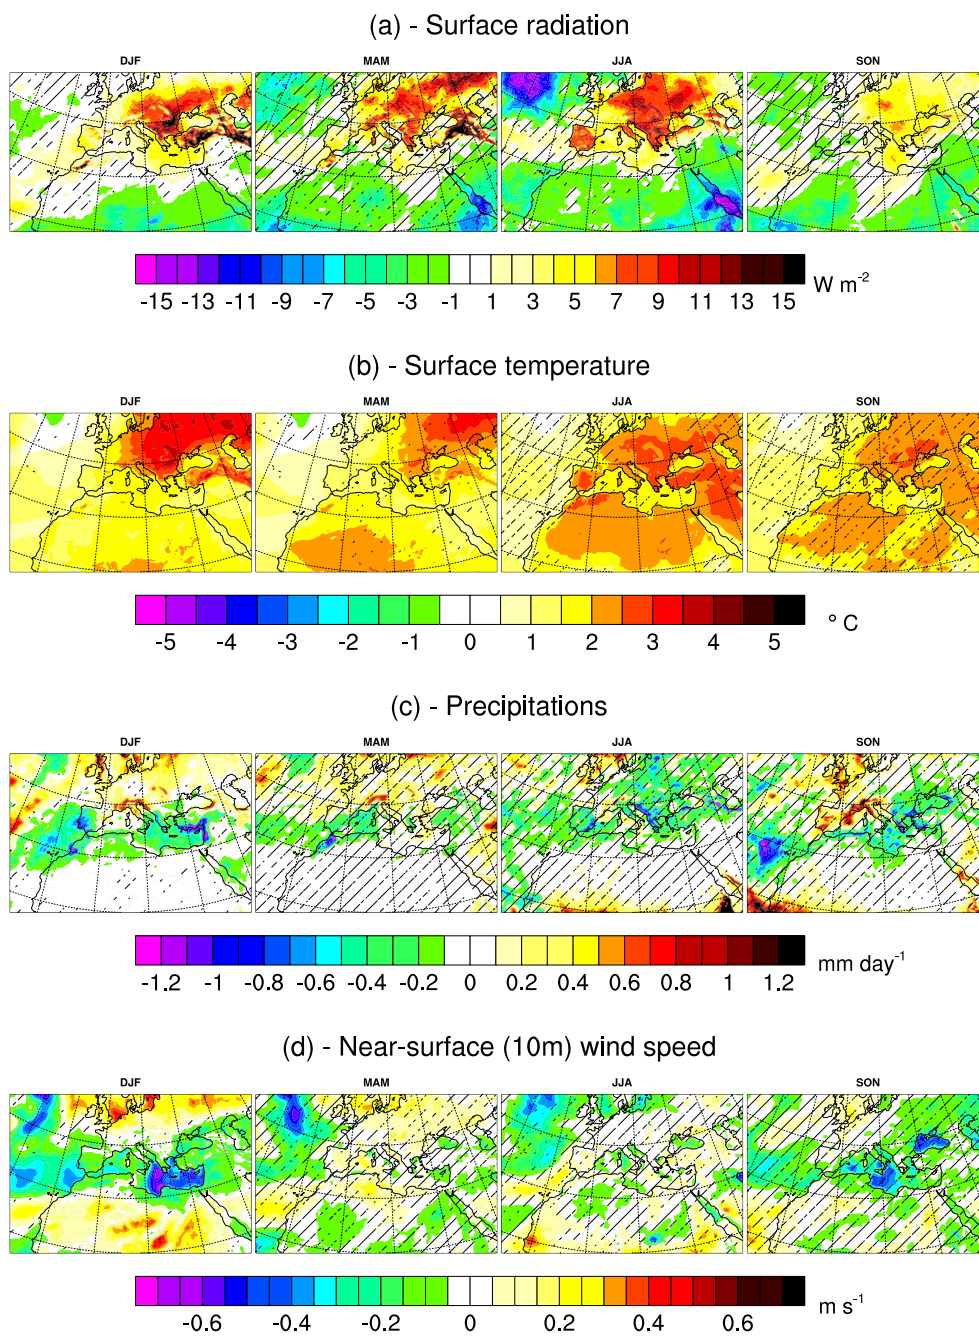 (a) - Surface radiation
DJF MAM JJA SON
-15 -13 -11 -9 -7 -5 -3 -1 1 3 5 7 9 11 13 15 W m⁻²
(b) - Surface temperature
DJF MAM JJA SON
-5 -4 -3 -2 -1 0 1 2 3 4 5 ° C
(c) - Precipitations
DJF MAM JJA SON
-1.2 -1 -0.8 -0.6 -0.4 -0.2 0 0.2 0.4 0.6 0.8 1 1.2 mm day⁻¹
(d) - Near-surface (10m) wind speed
DJF MAM JJA SON
-0.6 -0.4 -0.2 0 0.2 0.4 0.6 m s⁻¹